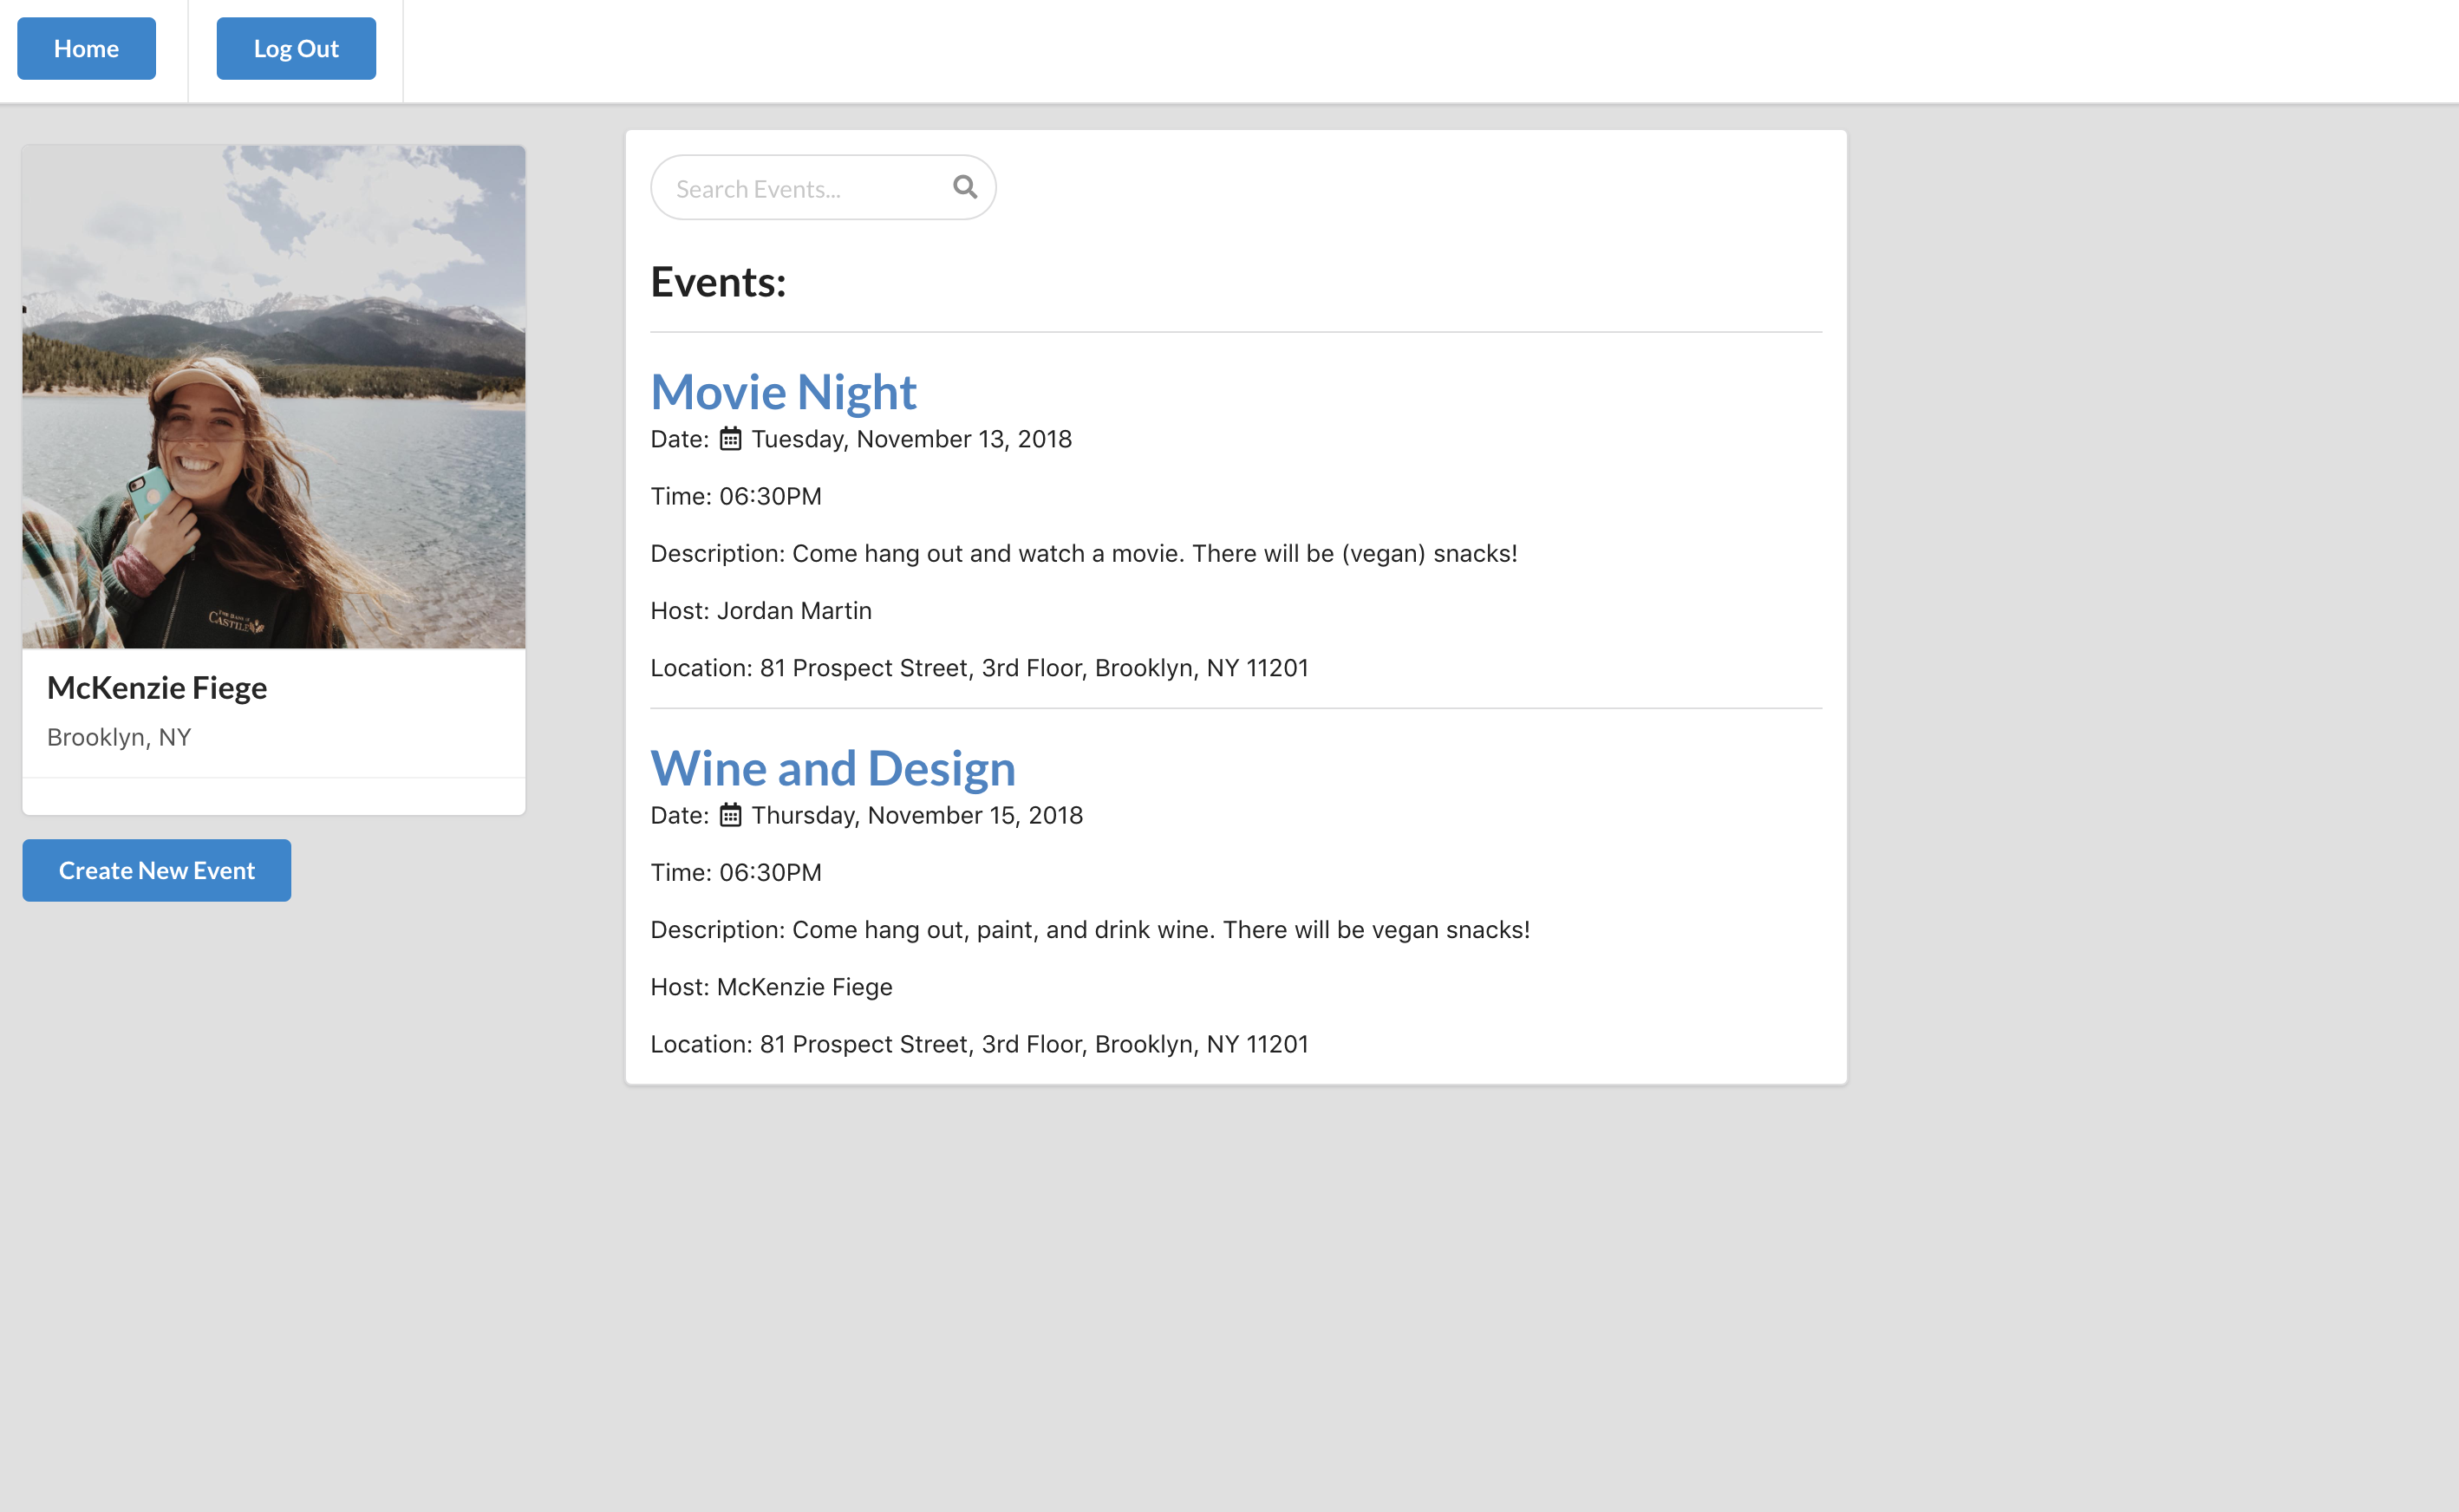 Home
Log Out
THE BANK OF
CASTILE
McKenzie Fiege
Brooklyn, NY
Create New Event
Search Events...
Events:
Movie Night
Date: Tuesday, November 13, 2018
Time: 06:30PM
Description: Come hang out and watch a movie. There will be (vegan) snacks!
Host: Jordan Martin
Location: 81 Prospect Street, 3rd Floor, Brooklyn, NY 11201
Wine and Design
Date: Thursday, November 15, 2018
Time: 06:30PM
Description: Come hang out, paint, and drink wine. There will be vegan snacks!
Host: McKenzie Fiege
Location: 81 Prospect Street, 3rd Floor, Brooklyn, NY 11201